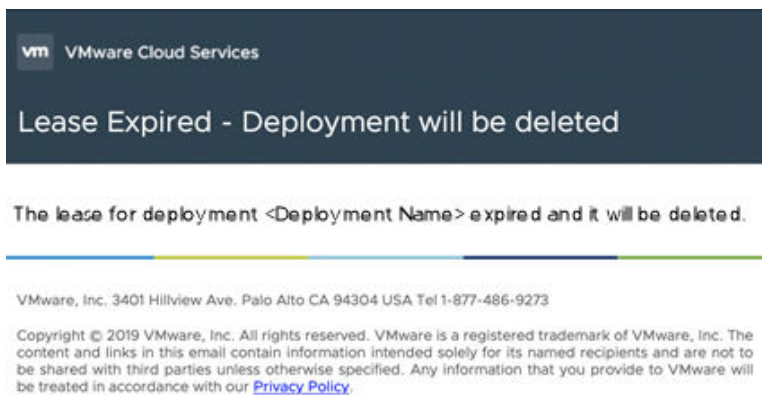 vm VMware Cloud Services
Lease Expired - Deployment will be deleted
The lease for deployment <Deployment Name> expired and it will be deleted.
VMware, Inc. 3401 Hillview Ave. Palo Alto CA 94304 USA Tel 1-877-486-9273
Copyright © 2019 VMware, Inc. All rights reserved. VMware is a registered trademark of VMware, Inc. The
content and links in this email contain information intended solely for its named recipients and are not to
be shared with third parties unless otherwise specified. Any information that you provide to VMware will
be treated in accordance with our Privacy Policy.